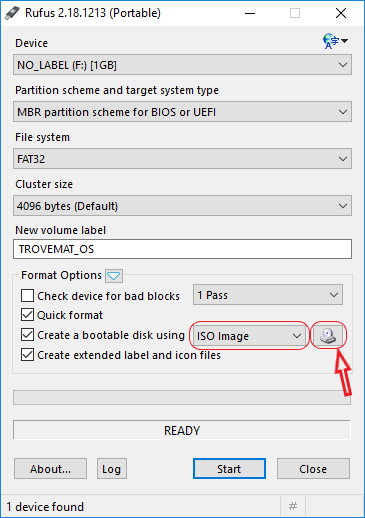 Rufus 2.18.1213 (Portable)
Device
NO_LABEL (F:) [1GB]
Partition scheme and target system type
MBR partition scheme for BIOS or UEFI
File system
FAT32
Cluster size
4096 bytes (Default)
New volume label
TROVEMAT_OS
Format Options
Check device for bad blocks 1 Pass
Quick format
Create a bootable disk using ISO Image
Create extended label and icon files
READY
About... Log Start Close
1 device found #